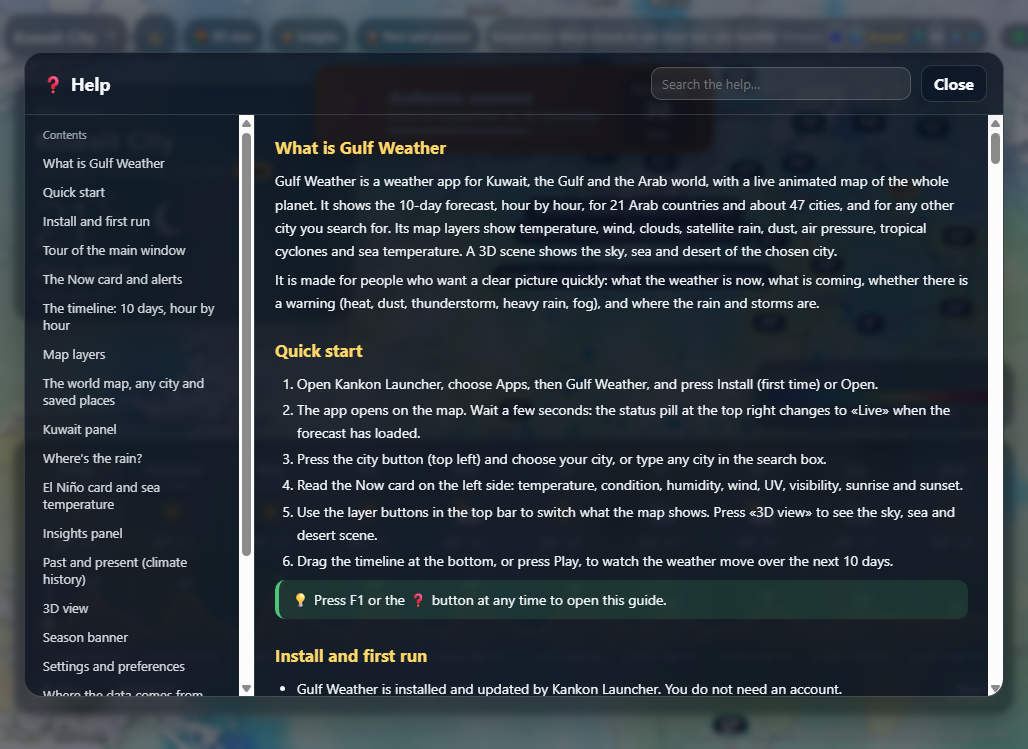 ❓ Help
Search the help...
Close
Contents
What is Gulf Weather
Quick start
Install and first run
Tour of the main window
The Now card and alerts
The timeline: 10 days, hour by
hour
Map layers
The world map, any city and
saved places
Kuwait panel
Where's the rain?
El Niño card and sea
temperature
Insights panel
Past and present (climate
history)
3D view
Season banner
Settings and preferences
Where the data comes from
What is Gulf Weather
Gulf Weather is a weather app for Kuwait, the Gulf and the Arab world, with a live animated map of the whole
planet. It shows the 10-day forecast, hour by hour, for 21 Arab countries and about 47 cities, and for any other
city you search for. Its map layers show temperature, wind, clouds, satellite rain, dust, air pressure, tropical
cyclones and sea temperature. A 3D scene shows the sky, sea and desert of the chosen city.
It is made for people who want a clear picture quickly: what the weather is now, what is coming, whether there is
a warning (heat, dust, thunderstorm, heavy rain, fog), and where the rain and storms are.
Quick start
1. Open Kankon Launcher, choose Apps, then Gulf Weather, and press Install (first time) or Open.
2. The app opens on the map. Wait a few seconds: the status pill at the top right changes to «Live» when the
forecast has loaded.
3. Press the city button (top left) and choose your city, or type any city in the search box.
4. Read the Now card on the left side: temperature, condition, humidity, wind, UV, visibility, sunrise and sunset.
5. Use the layer buttons in the top bar to switch what the map shows. Press «3D view» to see the sky, sea and
desert scene.
6. Drag the timeline at the bottom, or press Play, to watch the weather move over the next 10 days.
💡 Press F1 or the ❓ button at any time to open this guide.
Install and first run
• Gulf Weather is installed and updated by Kankon Launcher. You do not need an account.